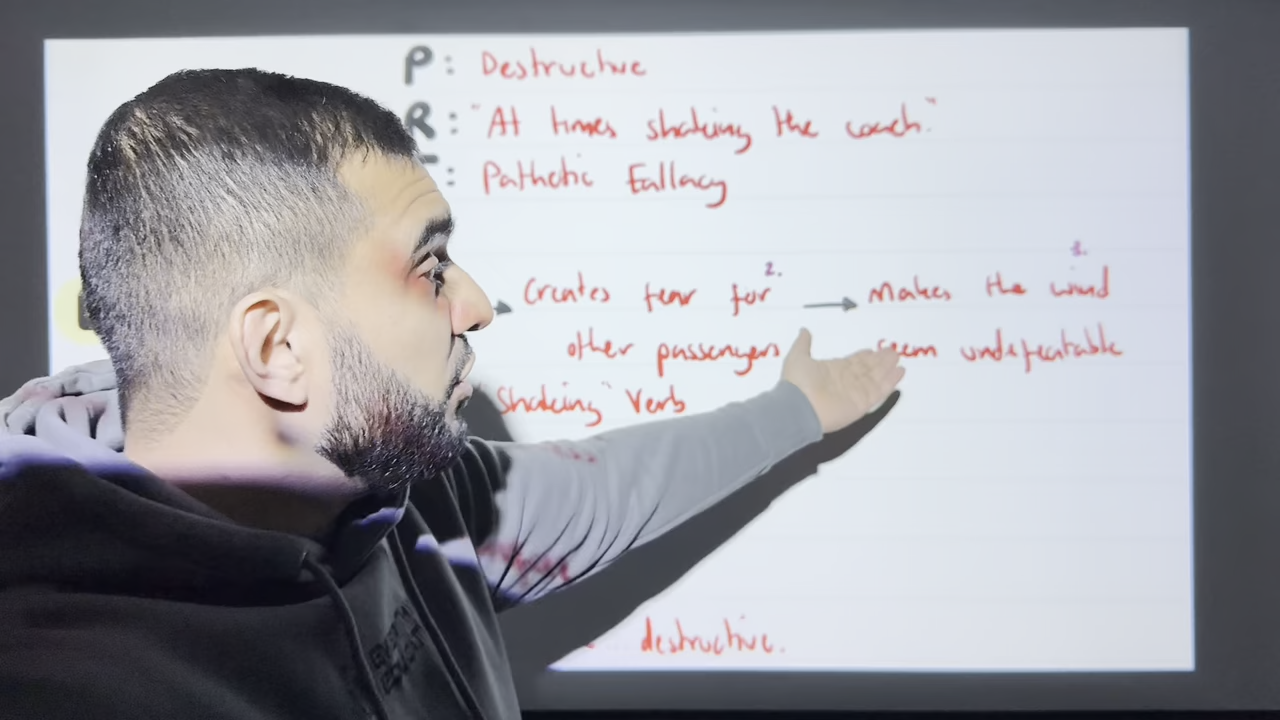 P: Destructive
R: "At times shaking the coach."
: Pathetic Fallacy
2.
3.
Creates fear for → Makes the wind
other passengers seem undefeatable
shaking" Verb
destructive.